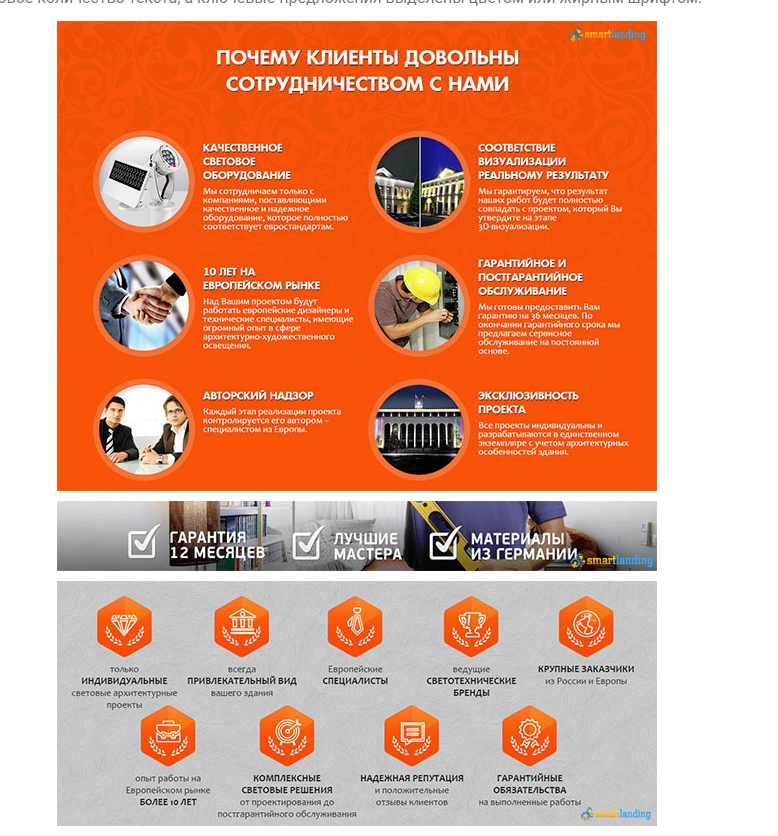 овое количество текста, а ключевые предложения выделены цветом или жирным шрифтом.
smartlanding
ПОЧЕМУ КЛИЕНТЫ ДОВОЛЬНЫ
СОТРУДНИЧЕСТВОМ С НАМИ
КАЧЕСТВЕННОЕ
СВЕТОВОЕ
ОБОРУДОВАНИЕ
Мы сотрудничаем только с
компаниями, поставляющими
качественное и надежное
оборудование, которое полностью
соответствует евростандартам.
СООТВЕТСТВИЕ
ВИЗУАЛИЗАЦИИ
РЕАЛЬНОМУ РЕЗУЛЬТАТУ
Мы гарантируем, что результат
наших работ будет полностью
совпадать с проектом, который Вы
утвердите на этапе
3D-визуализации.
10 ЛЕТ НА
ЕВРОПЕЙСКОМ РЫНКЕ
Над Вашим проектом будут
работать европейские дизайнеры и
технические специалисты, имеющие
огромный опыт в сфере
архитектурно-художественного
освещения.
ГАРАНТИЙНОЕ И
ПОСТГАРАНТИЙНОЕ
ОБСЛУЖИВАНИЕ
Мы готовы предоставить Вам
гарантию на 36 месяцев. По
окончании гарантийного срока мы
предлагаем сервисное
обслуживание на постоянной
основе.
АВТОРСКИЙ НАДЗОР
Каждый этап реализации проекта
контролируется его автором –
специалистом из Европы.
ЭКСКЛЮЗИВНОСТЬ
ПРОЕКТА
Все проекты индивидуальны и
разрабатываются в единственном
экземпляре с учетом архитектурных
особенностей здания.
ГАРАНТИЯ
12 МЕСЯЦЕВ
ЛУЧШИЕ
МАСТЕРА
МАТЕРИАЛЫ
ИЗ ГЕРМАНИИ
smartlanding
только
ИНДИВИДУАЛЬНЫЕ
световые архитектурные
проекты
всегда
ПРИВЛЕКАТЕЛЬНЫЙ ВИД
вашего здания
Европейские
СПЕЦИАЛИСТЫ
ведущие
СВЕТОТЕХНИЧЕСКИЕ
БРЕНДЫ
КРУПНЫЕ ЗАКАЗЧИКИ
из России и Европы
опыт работы на
Европейском рынке
БОЛЕЕ 10 ЛЕТ
КОМПЛЕКСНЫЕ
СВЕТОВЫЕ РЕШЕНИЯ
от проектирования до
постгарантийного обслуживания
НАДЕЖНАЯ РЕПУТАЦИЯ
и положительные
отзывы клиентов
ГАРАНТИЙНЫЕ
ОБЯЗАТЕЛЬСТВА
на выполненные работы
smartlanding